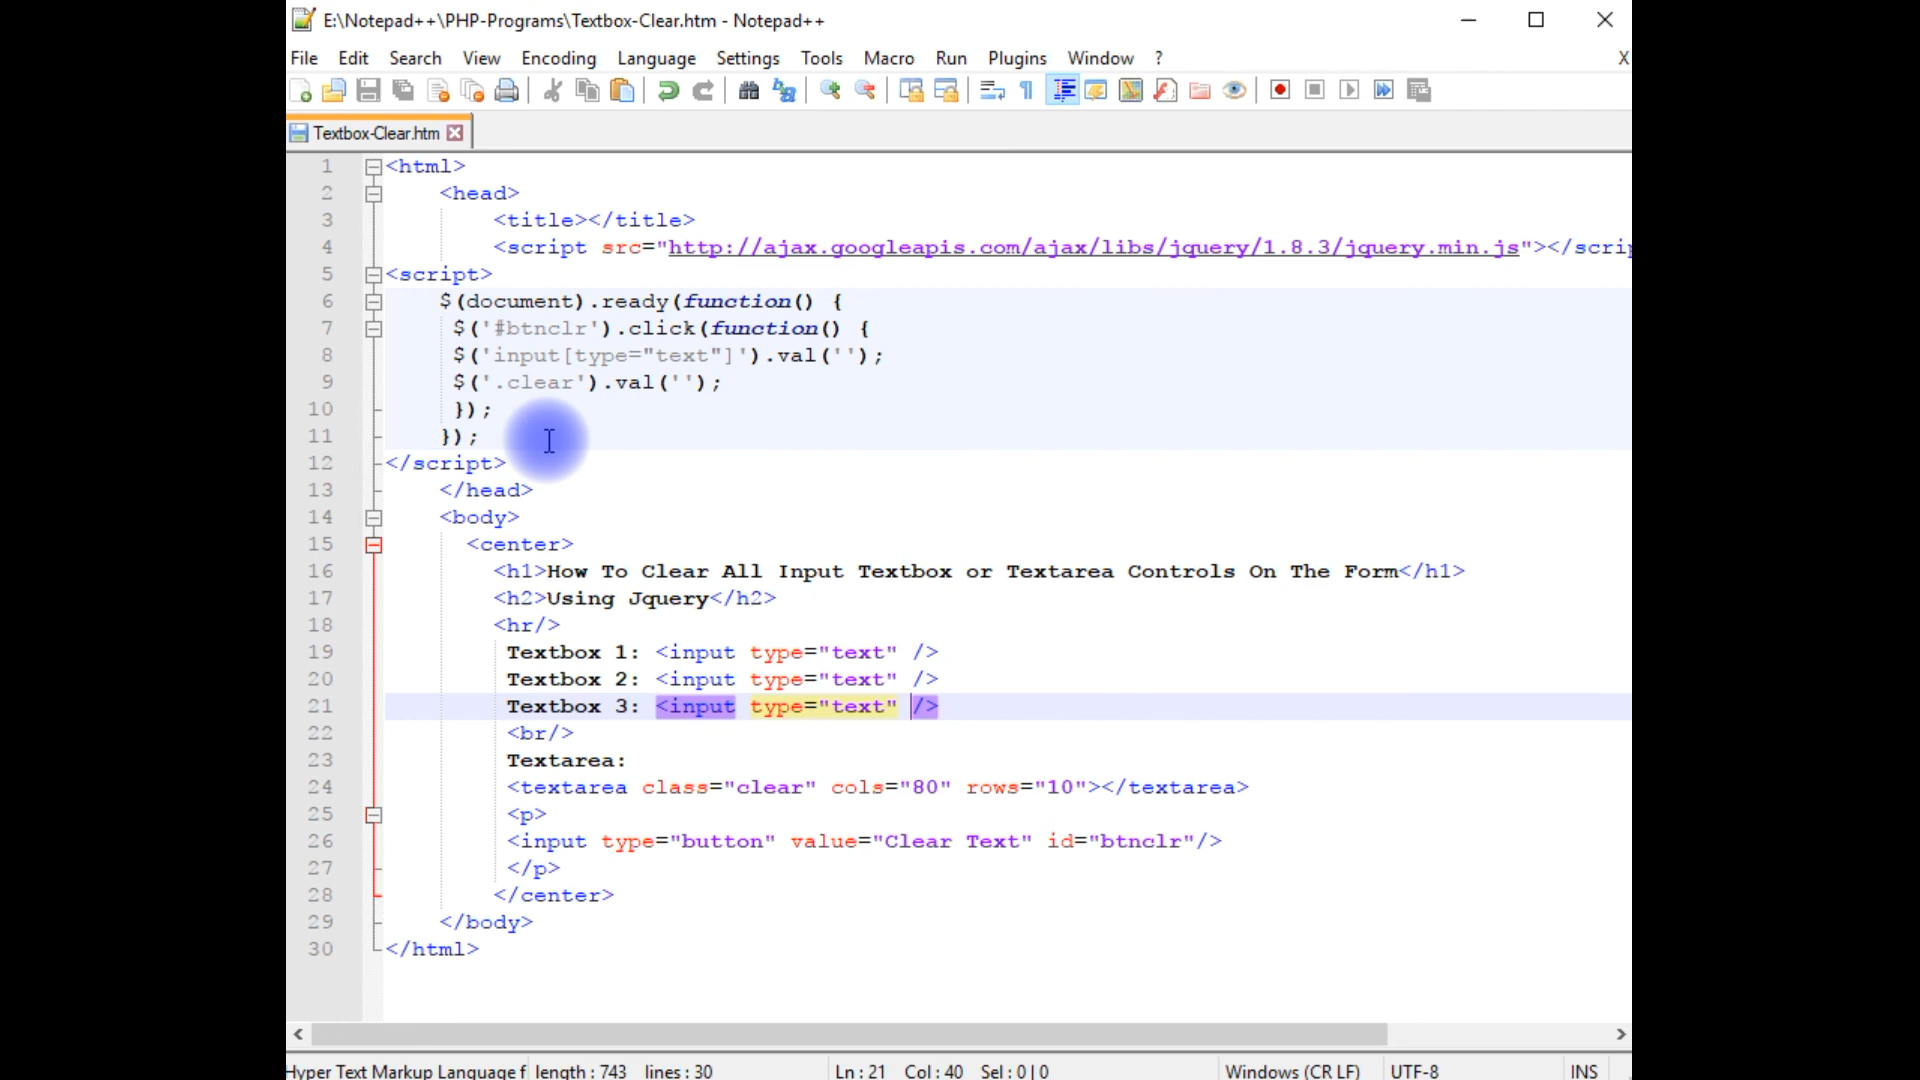 E:\Notepad++\PHP-Programs\Textbox-Clear.htm - Notepad++
File Edit Search View Encoding Language Settings Tools Macro Run Plugins Window ? X
Textbox-Clear.htm
1 <html>
2 <head>
3 <title></title>
4 <script src="http://ajax.googleapis.com/ajax/libs/jquery/1.8.3/jquery.min.js"></scri
5 <script>
6 $(document).ready(function() {
7 $('#btnclr').click(function() {
8 $('input[type="text"]').val('');
9 $('.clear').val('');
10 });
11 });
12 </script>
13 </head>
14 <body>
15 <center>
16 <h1>How To Clear All Input Textbox or Textarea Controls On The Form</h1>
17 <h2>Using Jquery</h2>
18 <hr/>
19 Textbox 1: <input type="text" />
20 Textbox 2: <input type="text" />
21 Textbox 3: <input type="text" />
22 <br/>
23 Textarea:
24 <textarea class="clear" cols="80" rows="10"></textarea>
25 <p>
26 <input type="button" value="Clear Text" id="btnclr"/>
27 </p>
28 </center>
29 </body>
30 </html>
Hyper Text Markup Language f length : 743 lines : 30 Ln : 21 Col : 40 Sel : 0 | 0 Windows (CR LF) UTF-8 INS